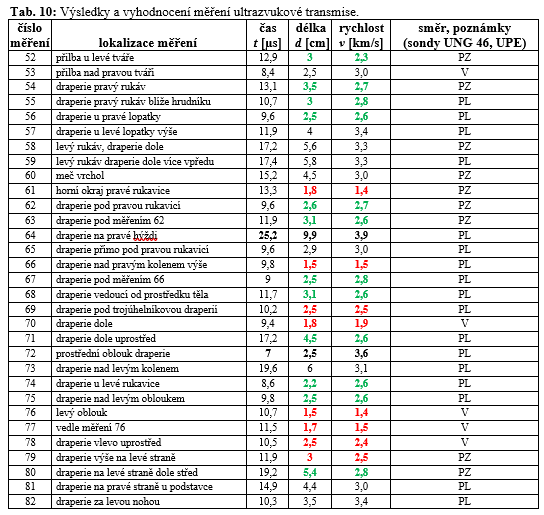 Tab. 10: Výsledky a vyhodnocení měření ultrazvukové transmise.
číslo měření lokalizace měření čas t [µs] délka d [cm] rychlost v [km/s] směr, poznámky (sondy UNG 46, UPE)
52 přilba u levé tváře 12,9 3 2,3 PZ
53 přilba nad pravou tváří 8,4 2,5 3,0 V
54 draperie pravý rukáv 13,1 3,5 2,7 PZ
55 draperie pravý rukáv blíže hrudníku 10,7 3 2,8 PL
56 draperie u pravé lopatky 9,6 2,5 2,6 PL
57 draperie u levé lopatky výše 11,9 4 3,4 PL
58 levý rukáv, draperie dole 17,2 5,6 3,3 PZ
59 levý rukáv draperie dole více vpředu 17,4 5,8 3,3 PL
60 meč vrchol 15,2 4,5 3,0 PZ
61 horní okraj pravé rukavice 13,3 1,8 1,4 PZ
62 draperie pod pravou rukavicí 9,6 2,6 2,7 PZ
63 draperie pod měřením 62 11,9 3,1 2,6 PZ
64 draperie na pravé hýždi 25,2 9,9 3,9 PL
65 draperie přímo pod pravou rukavicí 9,6 2,9 3,0 PL
66 draperie nad pravým kolenem výše 9,8 1,5 1,5 PL
67 draperie pod měřením 66 9 2,5 2,8 PL
68 draperie vedoucí od prostředku těla 11,7 3,1 2,6 PL
69 draperie pod trojúhelníkovou draperií 10,2 2,5 2,5 PL
70 draperie dole 9,4 1,8 1,9 V
71 draperie dole uprostřed 17,2 4,5 2,6 PL
72 prostřední oblouk draperie 7 2,5 3,6 PL
73 draperie nad levým kolenem 19,6 6 3,1 PL
74 draperie u levé rukavice 8,6 2,2 2,6 PL
75 draperie nad levým obloukem 9,8 2,5 2,6 PL
76 levý oblouk 10,7 1,5 1,4 V
77 vedle měření 76 11,5 1,7 1,5 V
78 draperie vlevo uprostřed 10,5 2,5 2,4 V
79 draperie výše na levé straně 11,9 3 2,5 PZ
80 draperie na levé straně dole střed 19,2 5,4 2,8 PZ
81 draperie na pravé straně u podstavce 14,9 4,4 3,0 PL
82 draperie za levou nohou 10,3 3,5 3,4 PL